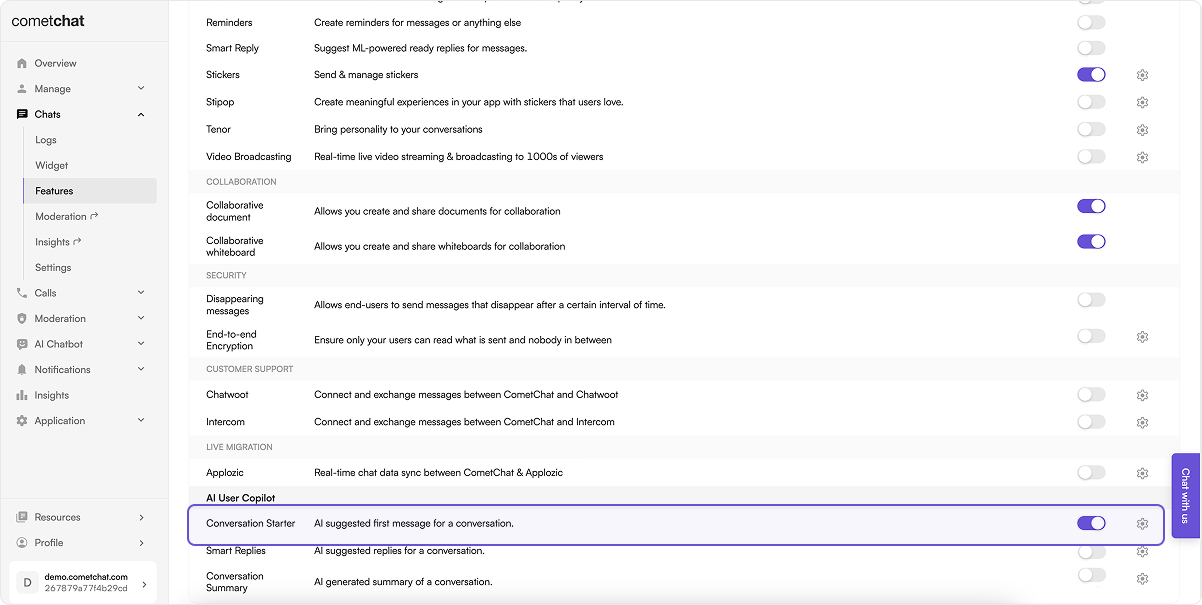 cometchat
Overview
Manage
Chats
Logs
Widget
Features
Moderation
Insights
Settings
Calls
Moderation
AI Chatbot
Notifications
Insights
Application
Resources
Profile
D
demo.cometchat.com
267879a77f4b29cd
Reminders Create reminders for messages or anything else
Smart Reply Suggest ML-powered ready replies for messages.
Stickers Send & manage stickers
Stipop Create meaningful experiences in your app with stickers that users love.
Tenor Bring personality to your conversations
Video Broadcasting Real-time live video streaming & broadcasting to 1000s of viewers
COLLABORATION
Collaborative
document
Allows you create and share documents for collaboration
Collaborative
whiteboard
Allows you create and share whiteboards for collaboration
SECURITY
Disappearing
messages
Allows end-users to send messages that disappear after a certain interval of time.
End-to-end
Encryption
Ensure only your users can read what is sent and nobody in between
CUSTOMER SUPPORT
Chatwoot Connect and exchange messages between CometChat and Chatwoot
Intercom Connect and exchange messages between CometChat and Intercom
LIVE MIGRATION
Applozic Real-time chat data sync between CometChat & Applozic
AI User Copilot
Conversation Starter AI suggested first message for a conversation.
Smart Replies AI suggested replies for a conversation.
Conversation
Summary
AI generated summary of a conversation.
Chat with us